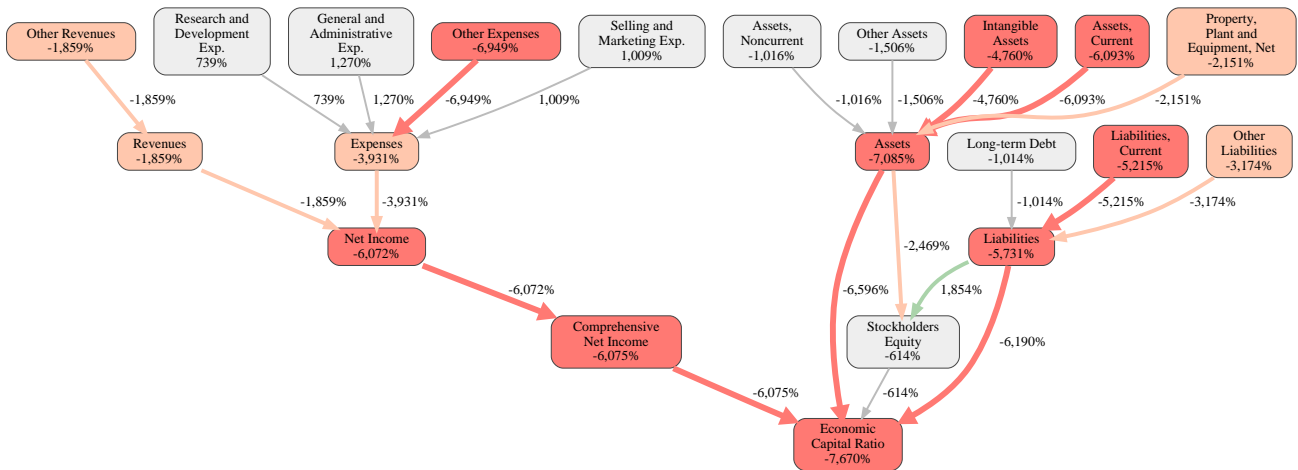 Other Revenues
-1,859%
Research and
Development
Exp.
739%
General and
Administrative
Exp.
1,270%
Other Expenses
-6,949%
Selling and
Marketing Exp.
1,009%
Assets,
Noncurrent
-1,016%
Other Assets
-1,506%
Intangible
Assets
-4,760%
Assets,
Current
-6,093%
Property,
Plant and
Equipment, Net
-2,151%
-1,859%
739%
1,270%
-6,949%
1,009%
-1,016%
-1,506%
-4,760%
-6,093%
-2,151%
Revenues
-1,859%
Expenses
-3,931%
Assets
-7,085%
Long-term Debt
-1,014%
Liabilities,
Current
-5,215%
Other
Liabilities
-3,174%
-1,859%
-3,931%
-1,014%
-5,215%
-3,174%
Net Income
-6,072%
-2,469%
Liabilities
-5,731%
-6,072%
-6,596%
1,854%
Comprehensive
Net Income
-6,075%
Stockholders
Equity
-614%
-6,190%
-6,075%
-614%
Economic
Capital Ratio
-7,670%